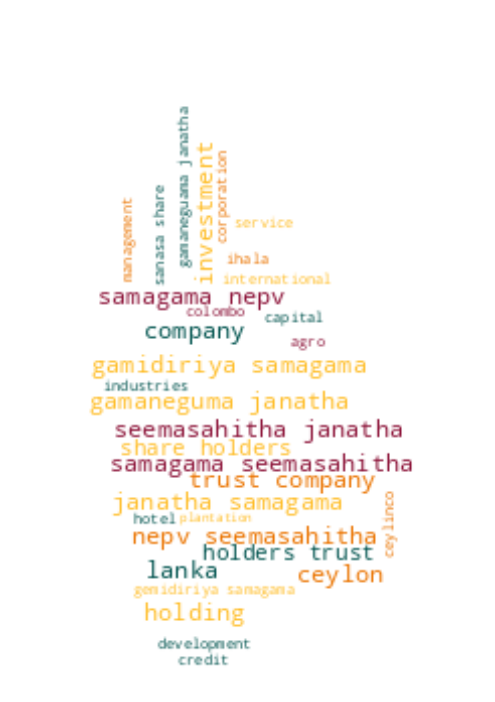 gamaneguama janatha
investment
corporation
sanasa share
management
service
ihala
international
samagama nepv
colombo
capital
company
agro
gamidiriya samagama
industries
gamaneguma janatha
seemasahitha janatha
share holders
samagama seemasahitha
trust company
janatha samagama
ceylinco
hotel
plantation
nepv seemasahitha
holders trust
lanka
ceylon
gemidiriya samagama
holding
development
credit